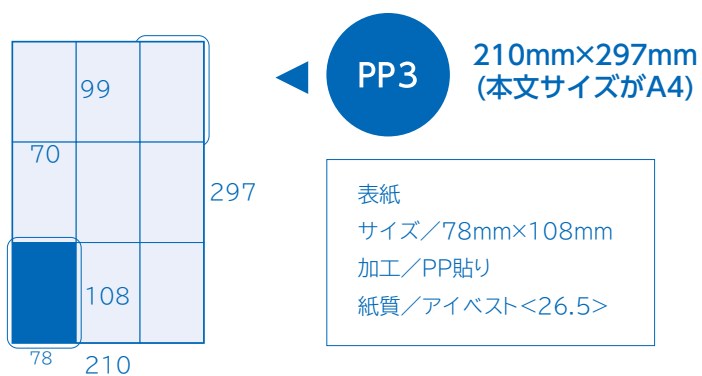 99
70
297
108
78
210
PP3
210mm×297mm
(本文サイズがA4)
表紙
サイズ／78mm×108mm
加工／PP貼り
紙質／アイベスト<26.5>